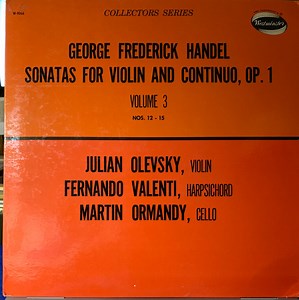 COLLECTORS SERIES
Westminster
GEORGE FREDERICK HANDEL
SONATAS FOR VIOLIN AND CONTINUO, OP. 1
VOLUME 3
NOS. 12 - 15
JULIAN OLEVSKY, VIOLIN
FERNANDO VALENTI, HARPSICHORD
MARTIN ORMANDY, CELLO